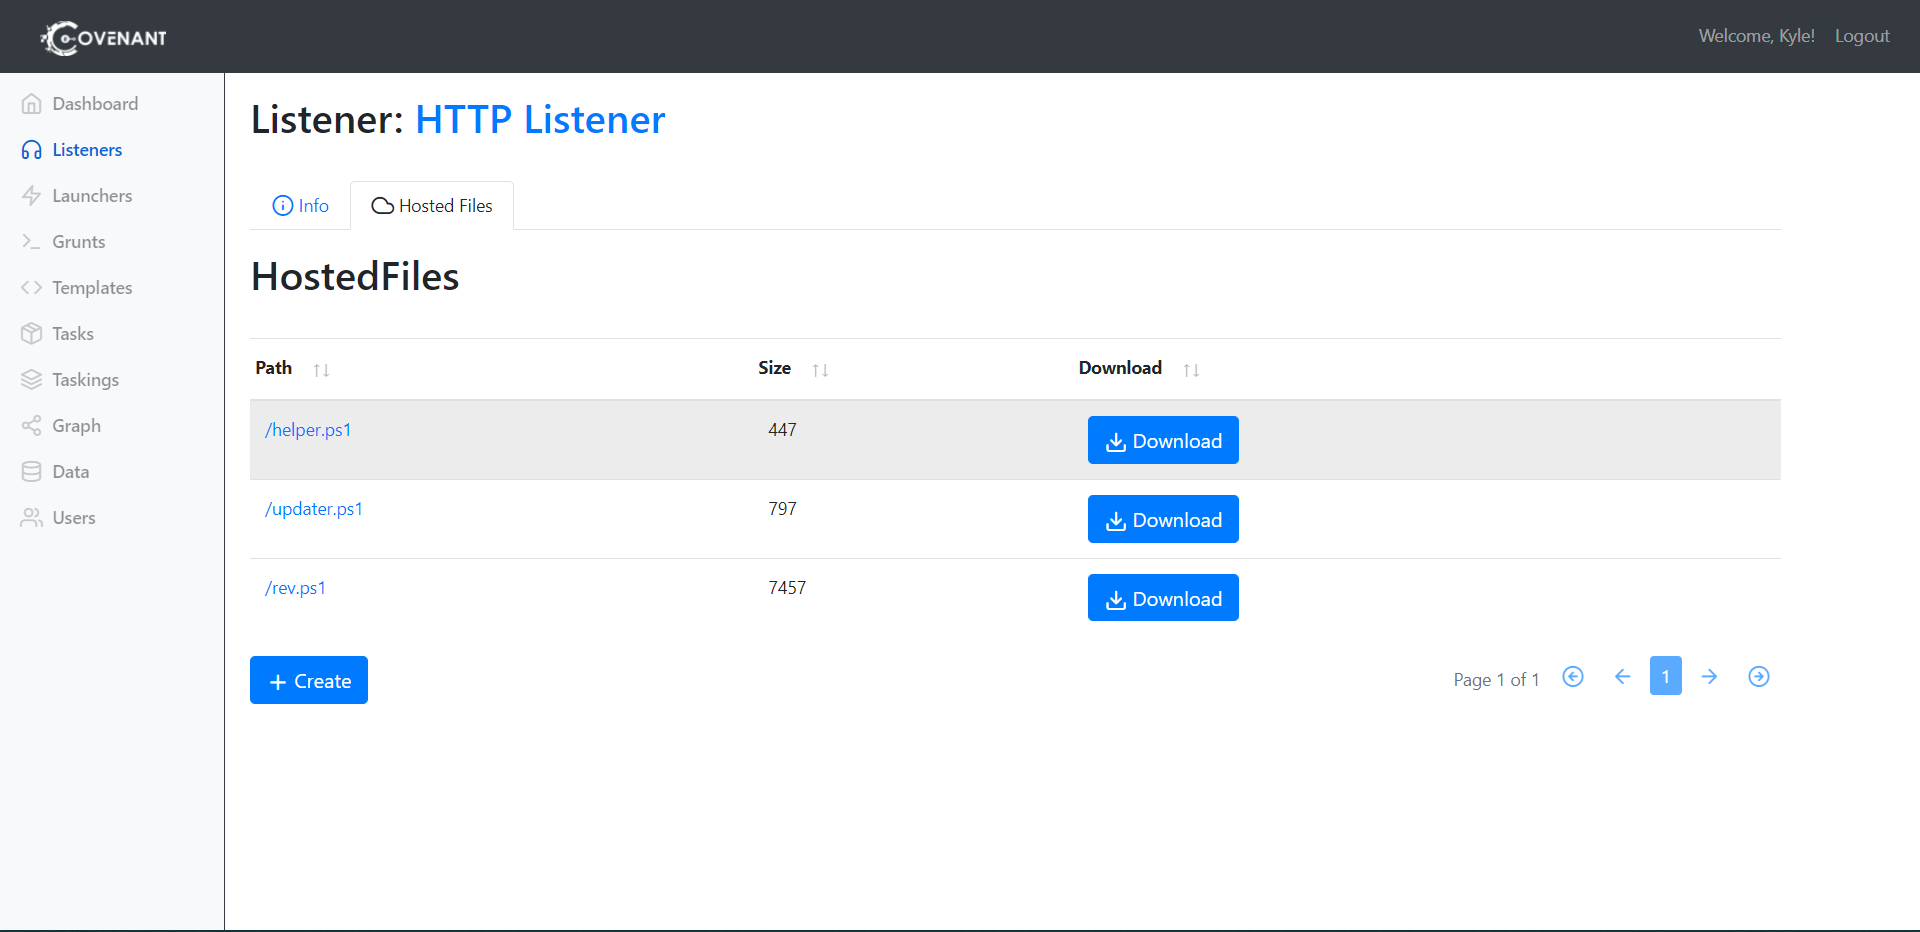 COVENANT
Welcome, Kyle! Logout
Dashboard
Listeners
Launchers
Grunts
Templates
Tasks
Taskings
Graph
Data
Users
Listener: HTTP Listener
Info Hosted Files
HostedFiles
Path Size Download
/helper.ps1 447 Download
/updater.ps1 797 Download
/rev.ps1 7457 Download
+ Create
Page 1 of 1 1